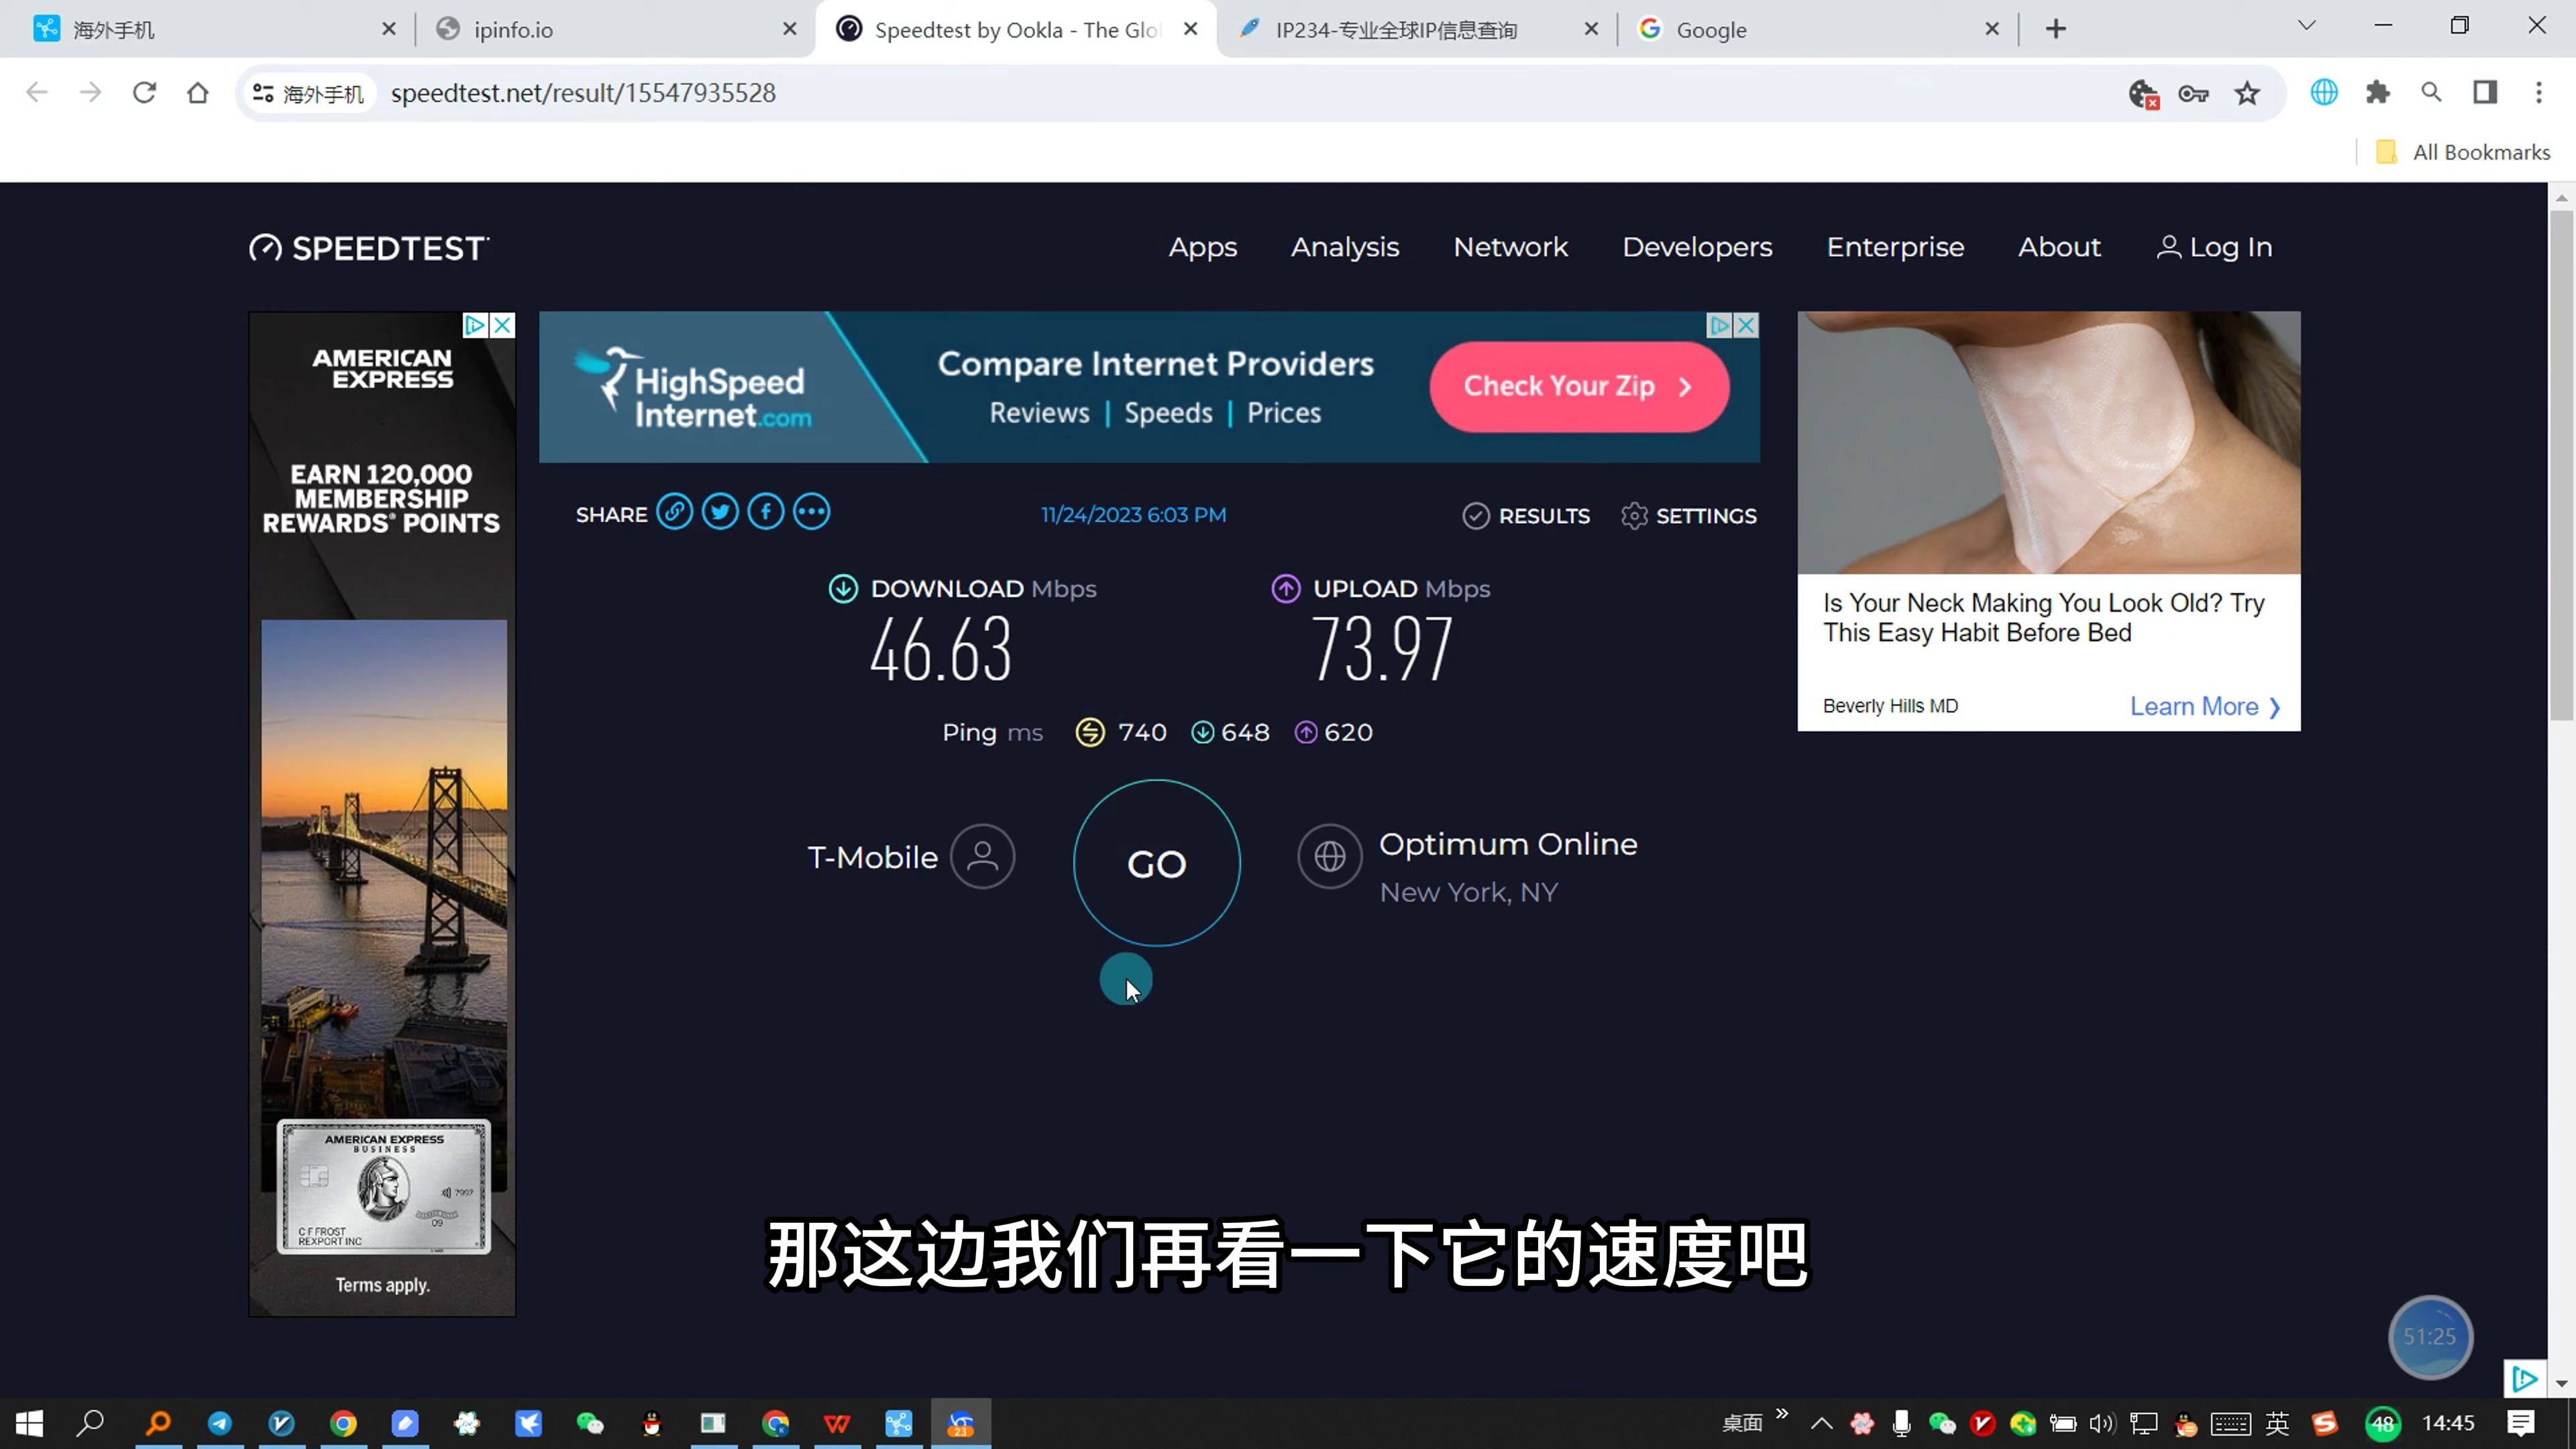 海外手机
ipinfo.io
Speedtest by Ookla - The Glo
IP234-专业全球IP信息查询
Google
海外手机
speedtest.net/result/15547935528
All Bookmarks
SPEEDTEST
Apps
Analysis
Network
Developers
Enterprise
About
Log In
AMERICAN
EXPRESS
EARN 120,000
MEMBERSHIP
REWARDS® POINTS
AMERICAN EXPRESS
BUSINESS
7997
09
C F FROST
REXPORT INC
Terms apply.
HighSpeed
Internet.com
Compare Internet Providers
Reviews | Speeds | Prices
Check Your Zip
SHARE
11/24/2023 6:03 PM
RESULTS
SETTINGS
DOWNLOAD Mbps
46.63
UPLOAD Mbps
73.97
Ping ms 740 648 620
T-Mobile
GO
Optimum Online
New York, NY
Is Your Neck Making You Look Old? Try
This Easy Habit Before Bed
Beverly Hills MD
Learn More
那这边我们再看一下它的速度吧
51:25
23
桌面
英
48
14:45